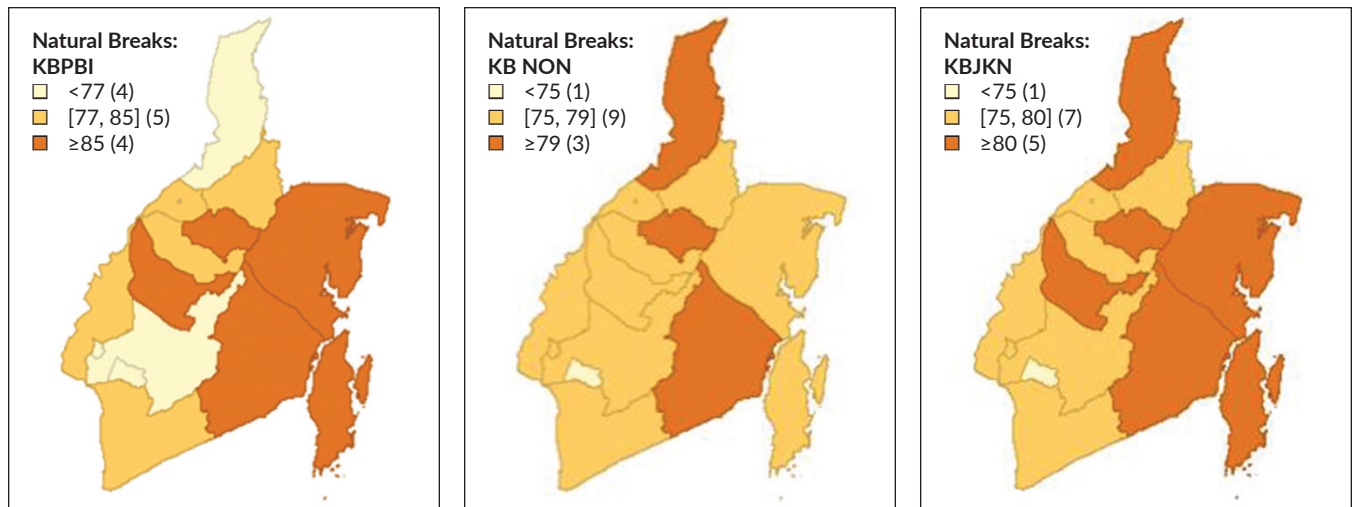 Natural Breaks:
KBPBI
<77 (4)
[77, 85] (5)
≥85 (4)
Natural Breaks:
KB NON
<75 (1)
[75, 79] (9)
≥79 (3)
Natural Breaks:
KBJKN
<75 (1)
[75, 80] (7)
≥80 (5)